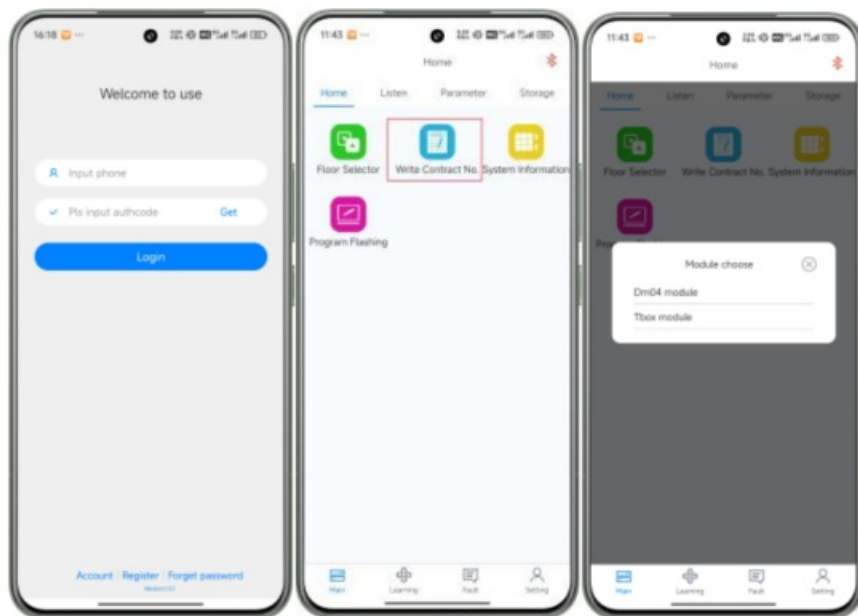 16:18
Welcome to use
Input phone
Pls input authcode Get
Login
Account Register Forget password
11:43
Home
Home Listen Parameter Storage
Floor Selector Write Contract No. System Information
Program Flashing
Main Learning Fault Setting
11:43
Home
Home Listen Parameter Storage
Floor Selector Write Contract No. System Information
Module choose
Dm04 module
Tbox module
Main Learning Fault Setting